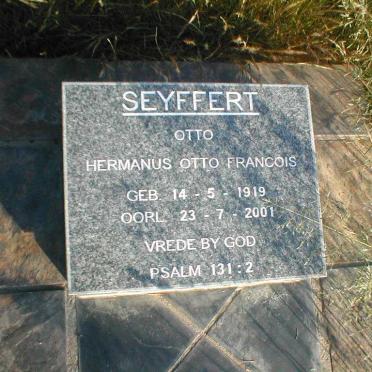 SEYFFERT
OTTO
HERMANUS OTTO FRANCOIS
GEB 14 - 5 - 1919
OORL 23 - 7 - 2001
VREDE BY GOD
PSALM 131 : 2